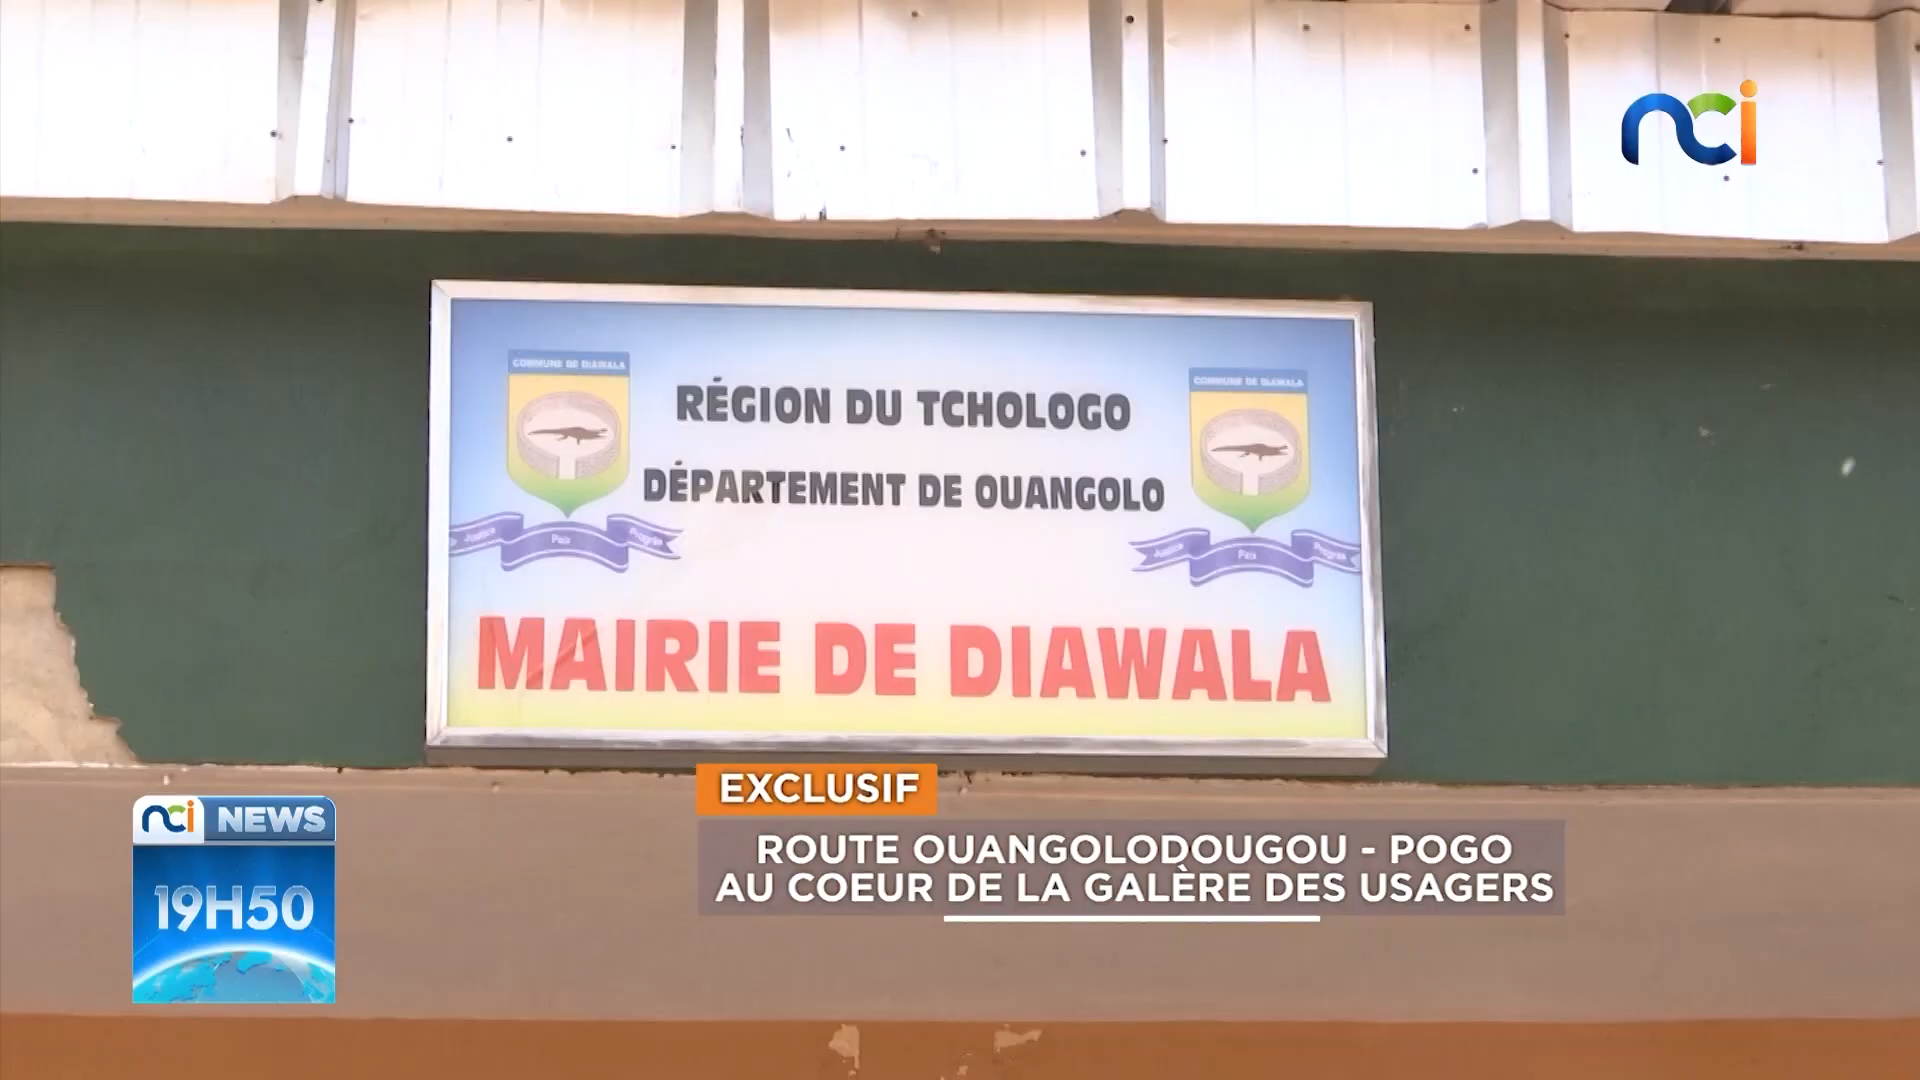 nci
COMMUNE DE DIAWALA
COMMUNE DE DIAWALA
RÉGION DU TCHOLOGO
DÉPARTEMENT DE OUANGOLO
Justice Paix Progrès
Justice Paix Progrès
MAIRIE DE DIAWALA
EXCLUSIF
ROUTE OUANGOLODOUGOU - POGO
AU COEUR DE LA GALÈRE DES USAGERS
nci NEWS
19H50